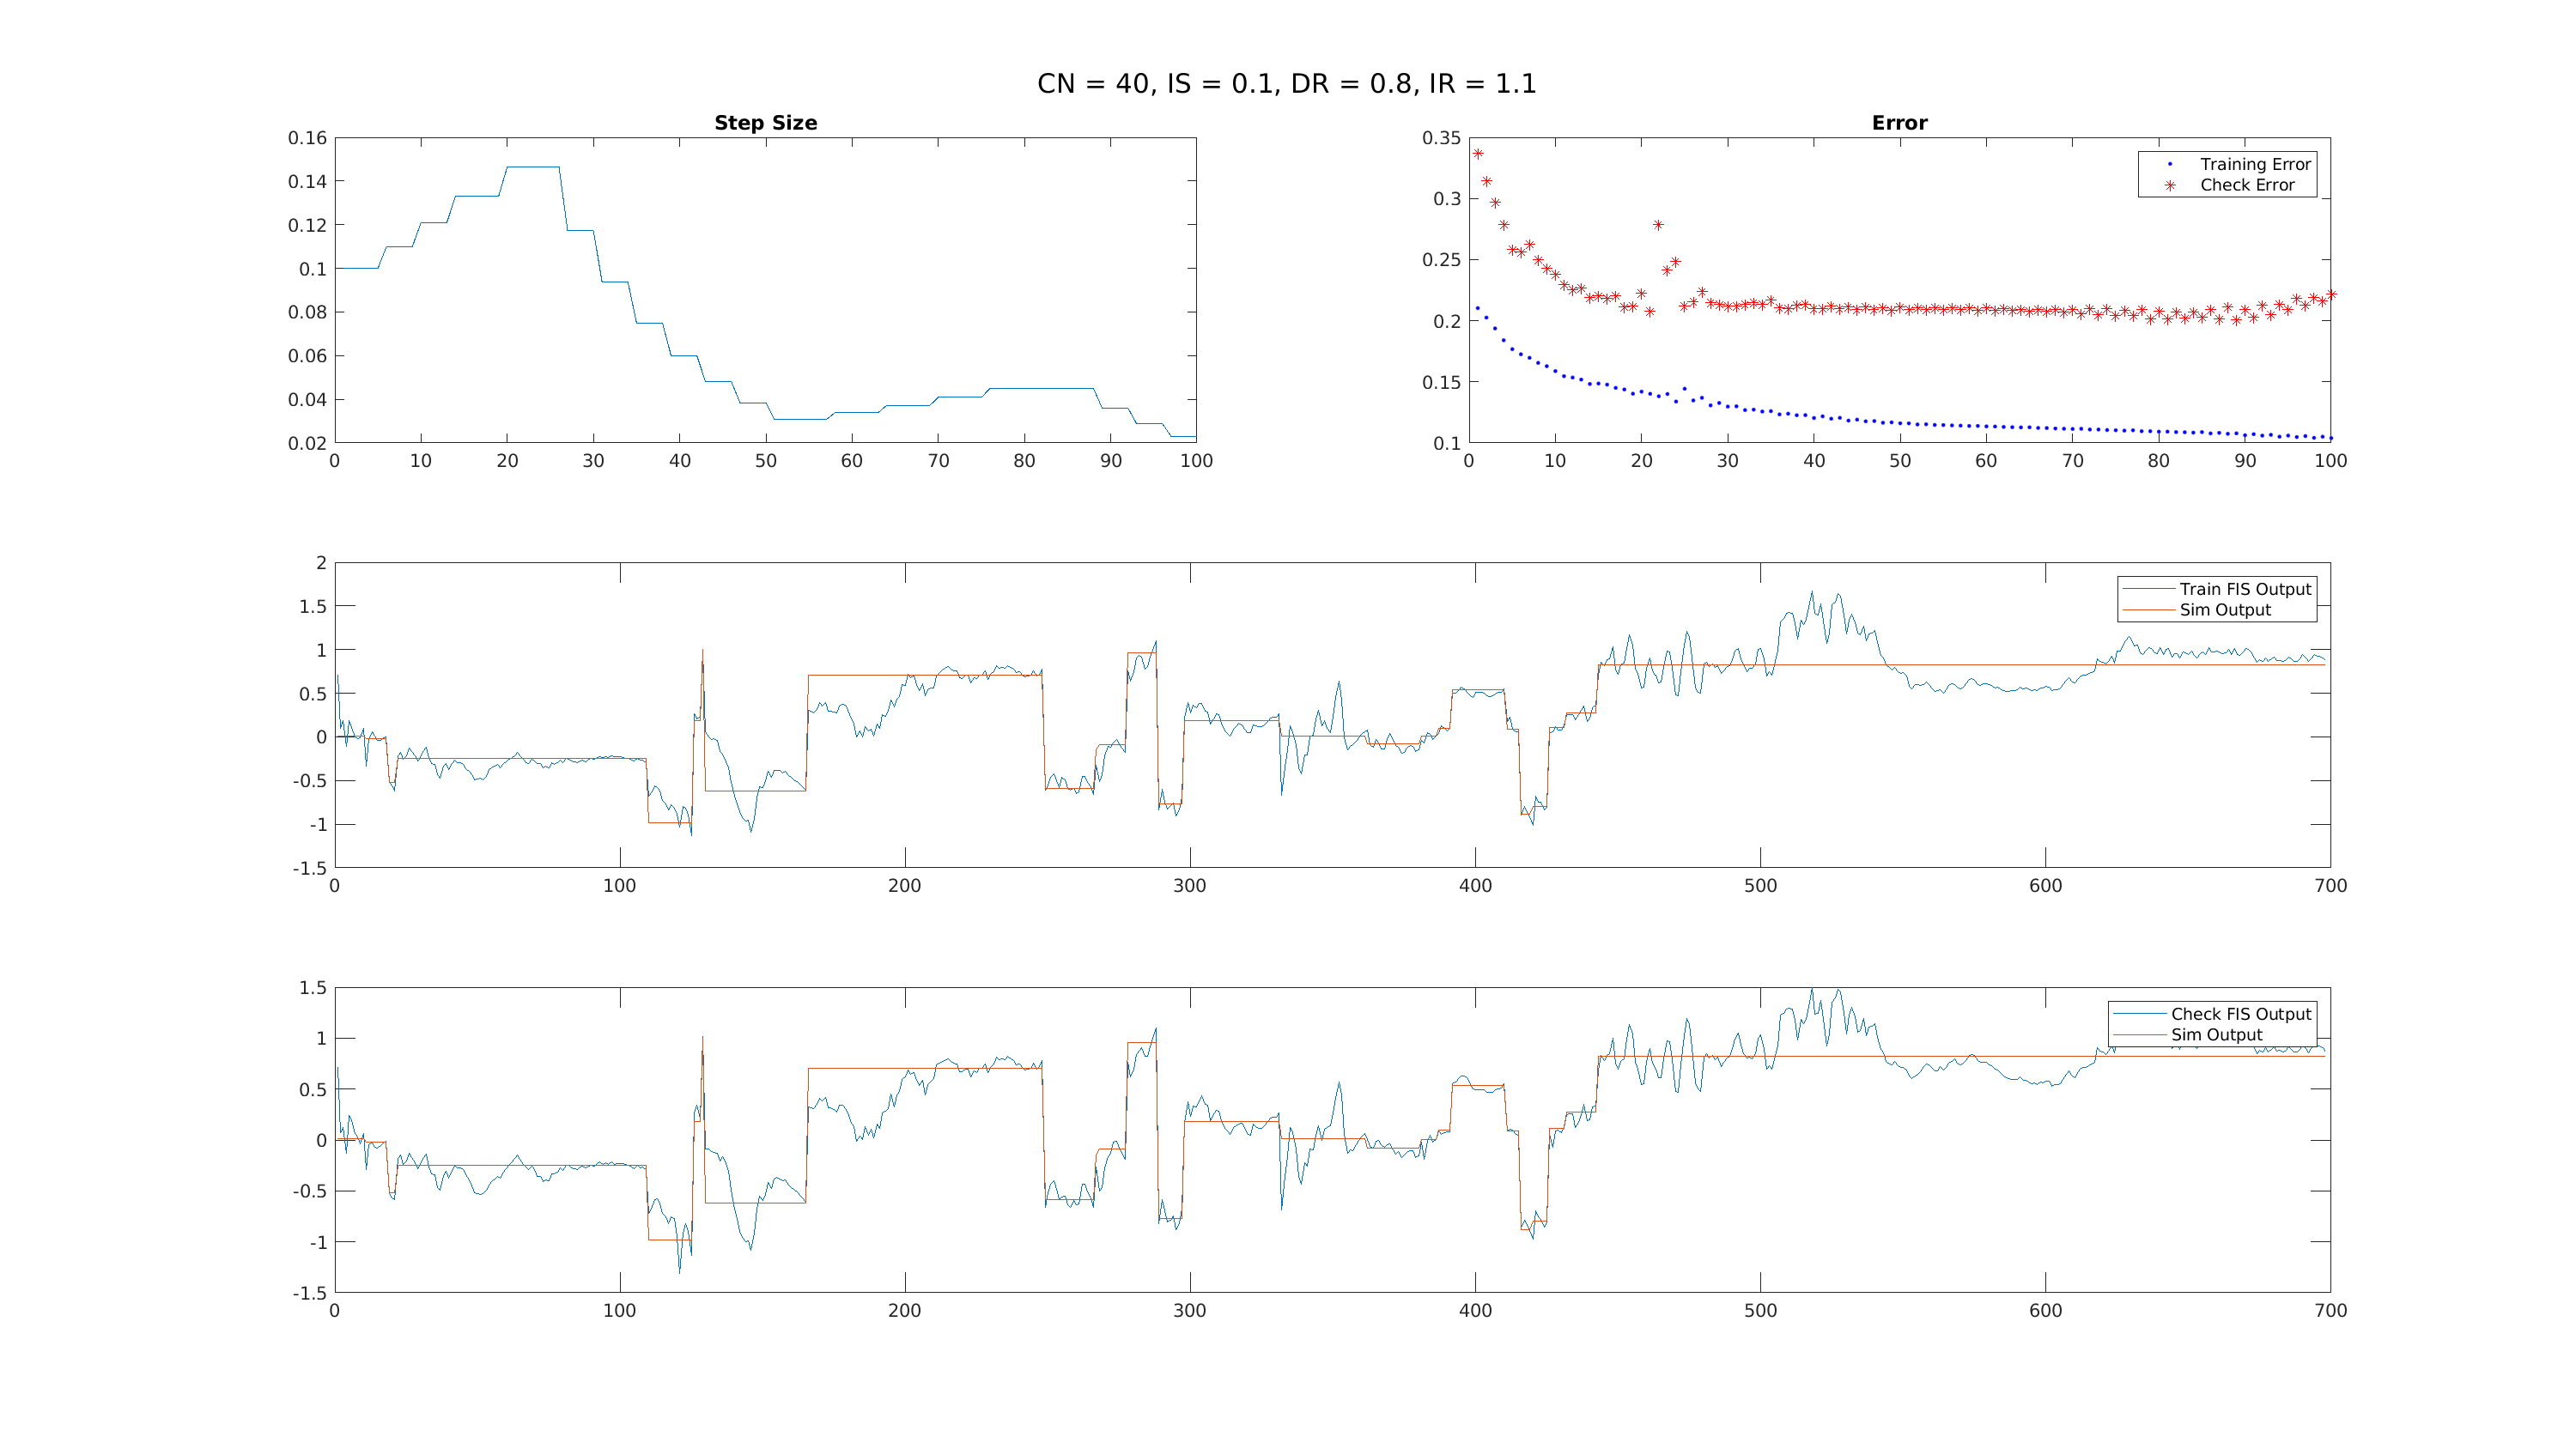 CN = 40, IS = 0.1, DR = 0.8, IR = 1.1
Step Size
0.16
0.14
0.12
0.1
0.08
0.06
0.04
0.02
0 10 20 30 40 50 60 70 80 90 100
Error
0.35
0.3
0.25
0.2
0.15
0.1
0 10 20 30 40 50 60 70 80 90 100
Training Error
Check Error
2
1.5
1
0.5
0
-0.5
-1
-1.5
0 100 200 300 400 500 600 700
Train FIS Output
Sim Output
1.5
1
0.5
0
-0.5
-1
-1.5
0 100 200 300 400 500 600 700
Check FIS Output
Sim Output